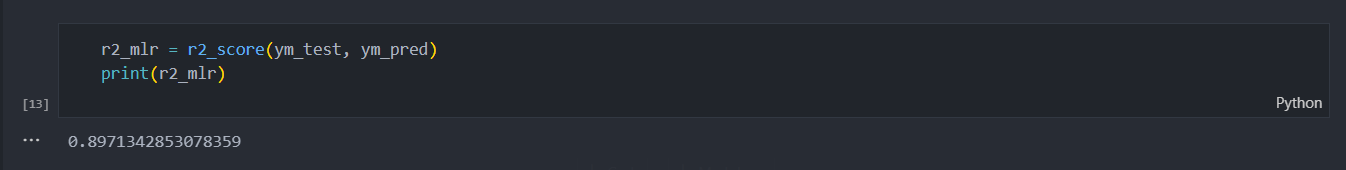 r2_mlr = r2_score(ym_test, ym_pred)
print(r2_mlr)
[13]
Python
... 0.8971342853078359